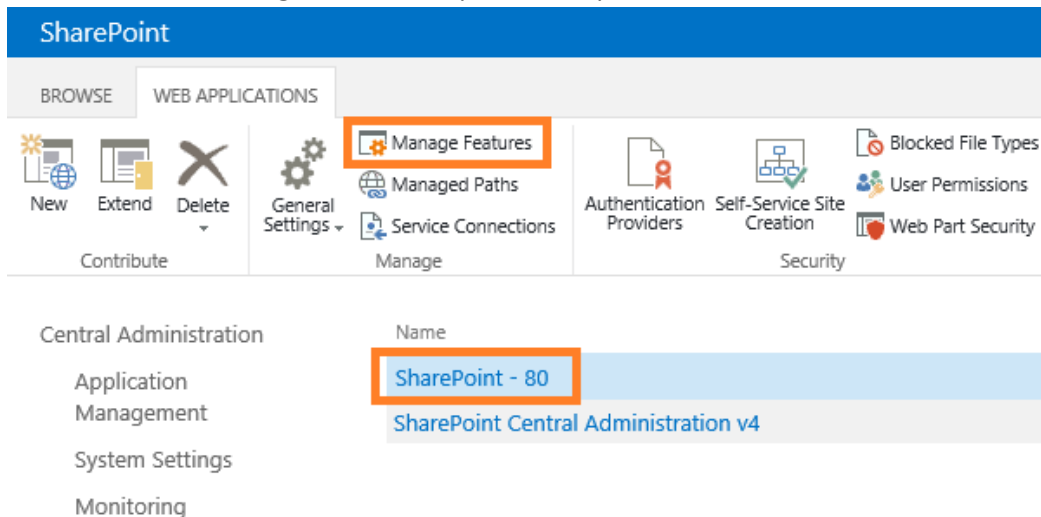 SharePoint
BROWSE WEB APPLICATIONS
New
Extend
Delete
General
Settings
Manage Features
Managed Paths
Service Connections
Authentication
Providers
Self-Service Site
Creation
Blocked File Types
User Permissions
Web Part Security
Contribute
Manage
Security
Central Administration
Application
Management
System Settings
Monitoring
Name
SharePoint - 80
SharePoint Central Administration v4